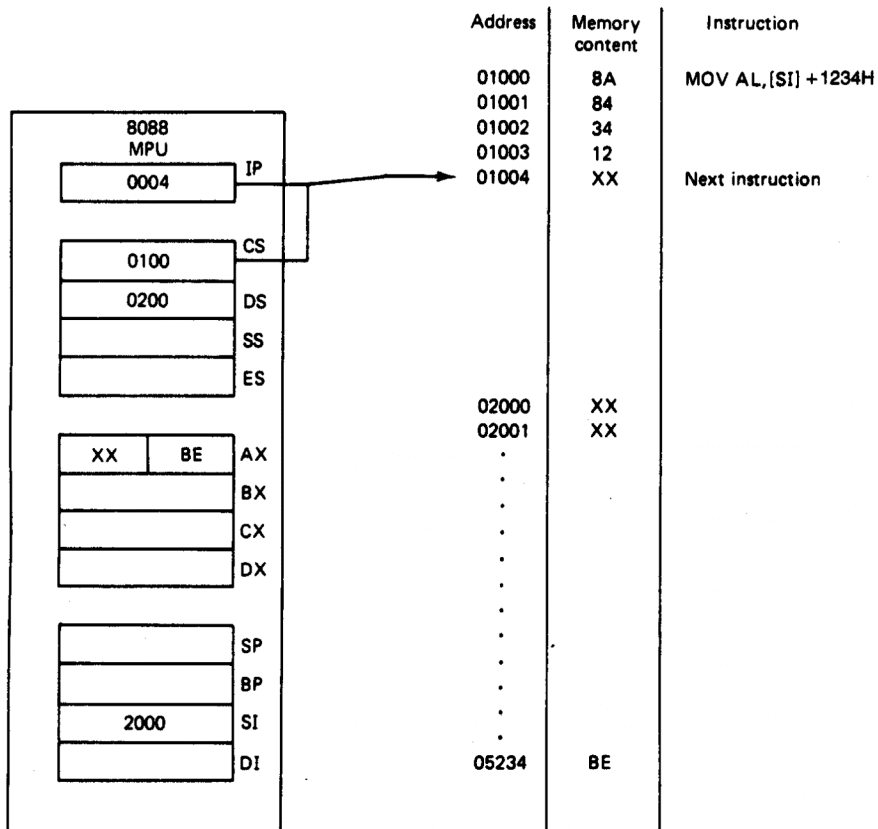 Address Memory content Instruction
01000 8A MOV AL,[SI] +1234H
01001 84
01002 34
01003 12
01004 XX Next instruction
8088
MPU
0004 IP
0100 CS
0200 DS
SS
ES
02000 XX
02001 XX
XX BE AX
BX
CX
DX
SP
BP
2000 SI
DI
05234 BE